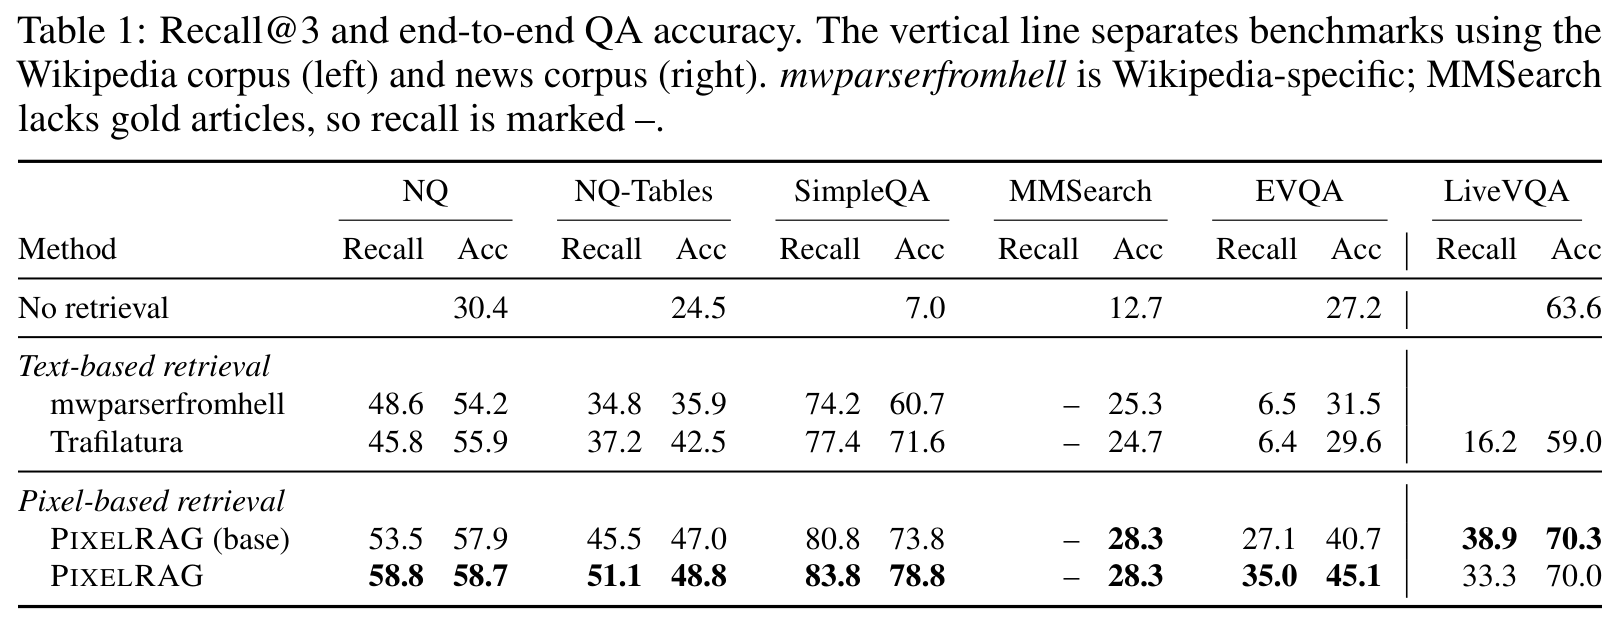 Table 1: Recall@3 and end-to-end QA accuracy. The vertical line separates benchmarks using the
Wikipedia corpus (left) and news corpus (right). mwparserfromhell is Wikipedia-specific; MMSearch
lacks gold articles, so recall is marked –.
NQ NQ-Tables SimpleQA MMSearch EVQA LiveVQA
Method Recall Acc Recall Acc Recall Acc Recall Acc Recall Acc Recall Acc
No retrieval 30.4 24.5 7.0 12.7 27.2 63.6
Text-based retrieval
mwparserfromhell 48.6 54.2 34.8 35.9 74.2 60.7 – 25.3 6.5 31.5
Trafilatura 45.8 55.9 37.2 42.5 77.4 71.6 – 24.7 6.4 29.6 16.2 59.0
Pixel-based retrieval
PIXELRAG (base) 53.5 57.9 45.5 47.0 80.8 73.8 – 28.3 27.1 40.7 38.9 70.3
PIXELRAG 58.8 58.7 51.1 48.8 83.8 78.8 – 28.3 35.0 45.1 33.3 70.0